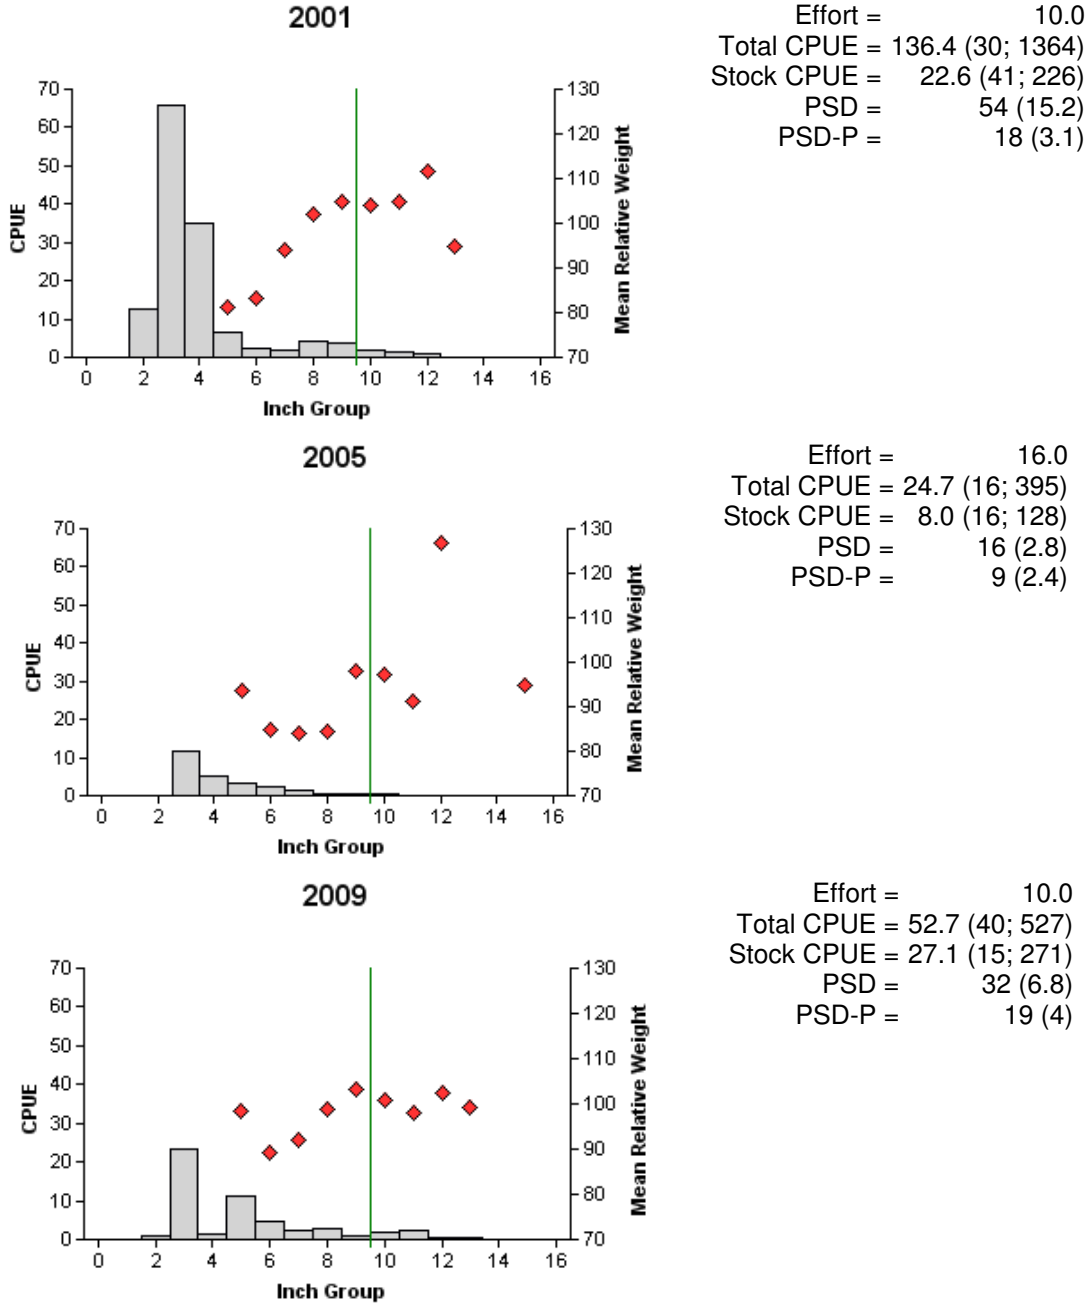 2001
Effort = 10.0
Total CPUE = 136.4 (30; 1364)
Stock CPUE = 22.6 (41; 226)
PSD = 54 (15.2)
PSD-P = 18 (3.1)
70 130
60 120
50 110
40 100
30 90
20
10 80
0 70
CPUE
Mean Relative Weight
0 2 4 6 8 10 12 14 16
Inch Group
2005
Effort = 16.0
Total CPUE = 24.7 (16; 395)
Stock CPUE = 8.0 (16; 128)
PSD = 16 (2.8)
PSD-P = 9 (2.4)
70 130
60 120
50 110
40 100
30 90
20
10 80
0 70
CPUE
Mean Relative Weight
0 2 4 6 8 10 12 14 16
Inch Group
2009
Effort = 10.0
Total CPUE = 52.7 (40; 527)
Stock CPUE = 27.1 (15; 271)
PSD = 32 (6.8)
PSD-P = 19 (4)
70 130
60 120
50 110
40 100
30 90
20
10 80
0 70
CPUE
Mean Relative Weight
0 2 4 6 8 10 12 14 16
Inch Group